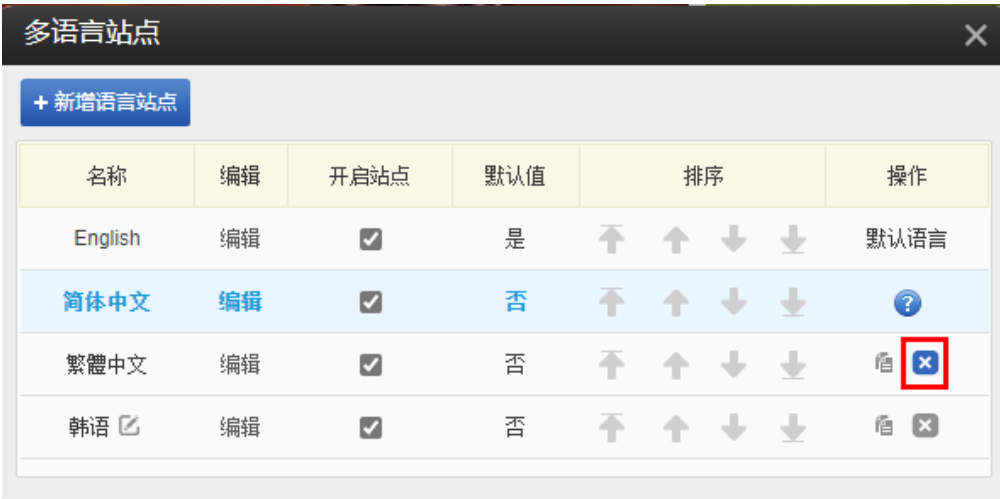 多语言站点
+ 新增语言站点
名称 编辑 开启站点 默认值 排序 操作
English 编辑 是 默认语言
简体中文 编辑 否
繁體中文 编辑 否
韩语 编辑 否